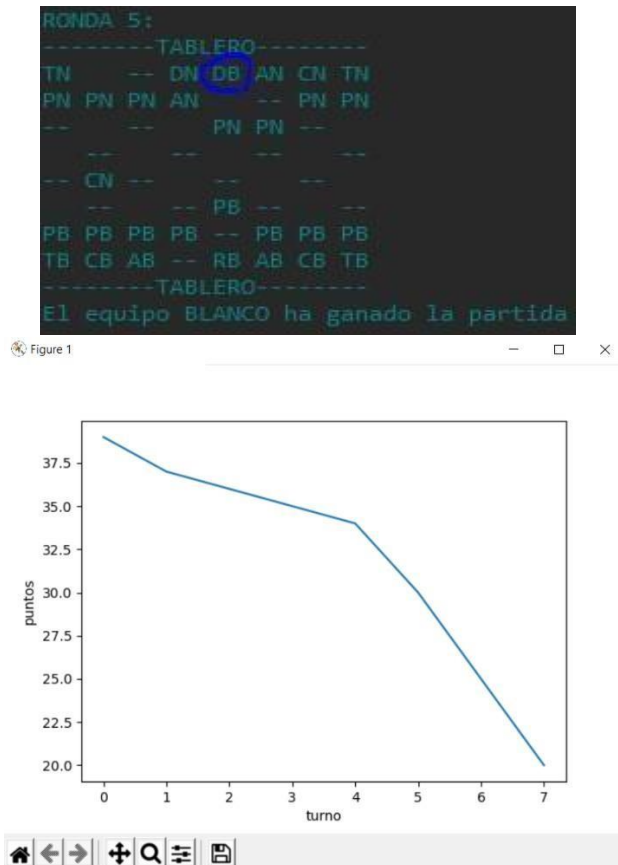 RONDA 5:
--------TABLERO--------
TN    -- DN DB AN CN TN
PN PN PN AN    -- PN PN
--    --    PN PN --
   --    --    --    --
-- CN --    --    --
   --    -- PB --    --
PB PB PB PB -- PB PB PB
TB CB AB -- RB AB CB TB
--------TABLERO--------
El equipo BLANCO ha ganado la partida
Figure 1
37.5
35.0
32.5
30.0
27.5
25.0
22.5
20.0
puntos
0 1 2 3 4 5 6 7
turno